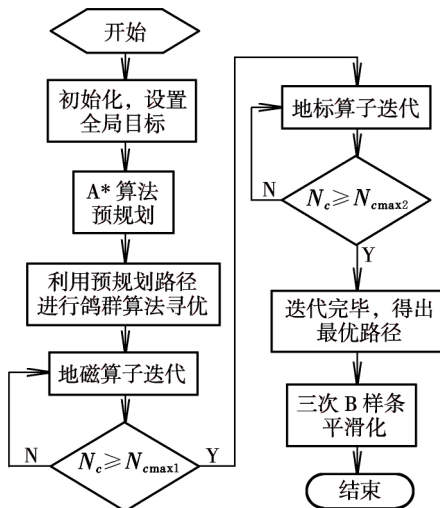 开始
初始化，设置
全局目标
A* 算法
预规划
利用预规划路径
进行鸽群算法寻优
地磁算子迭代
N
N_c≥N_cmax1
Y
地标算子迭代
N
N_c≥N_cmax2
Y
迭代完毕，得出
最优路径
三次 B 样条
平滑化
结束